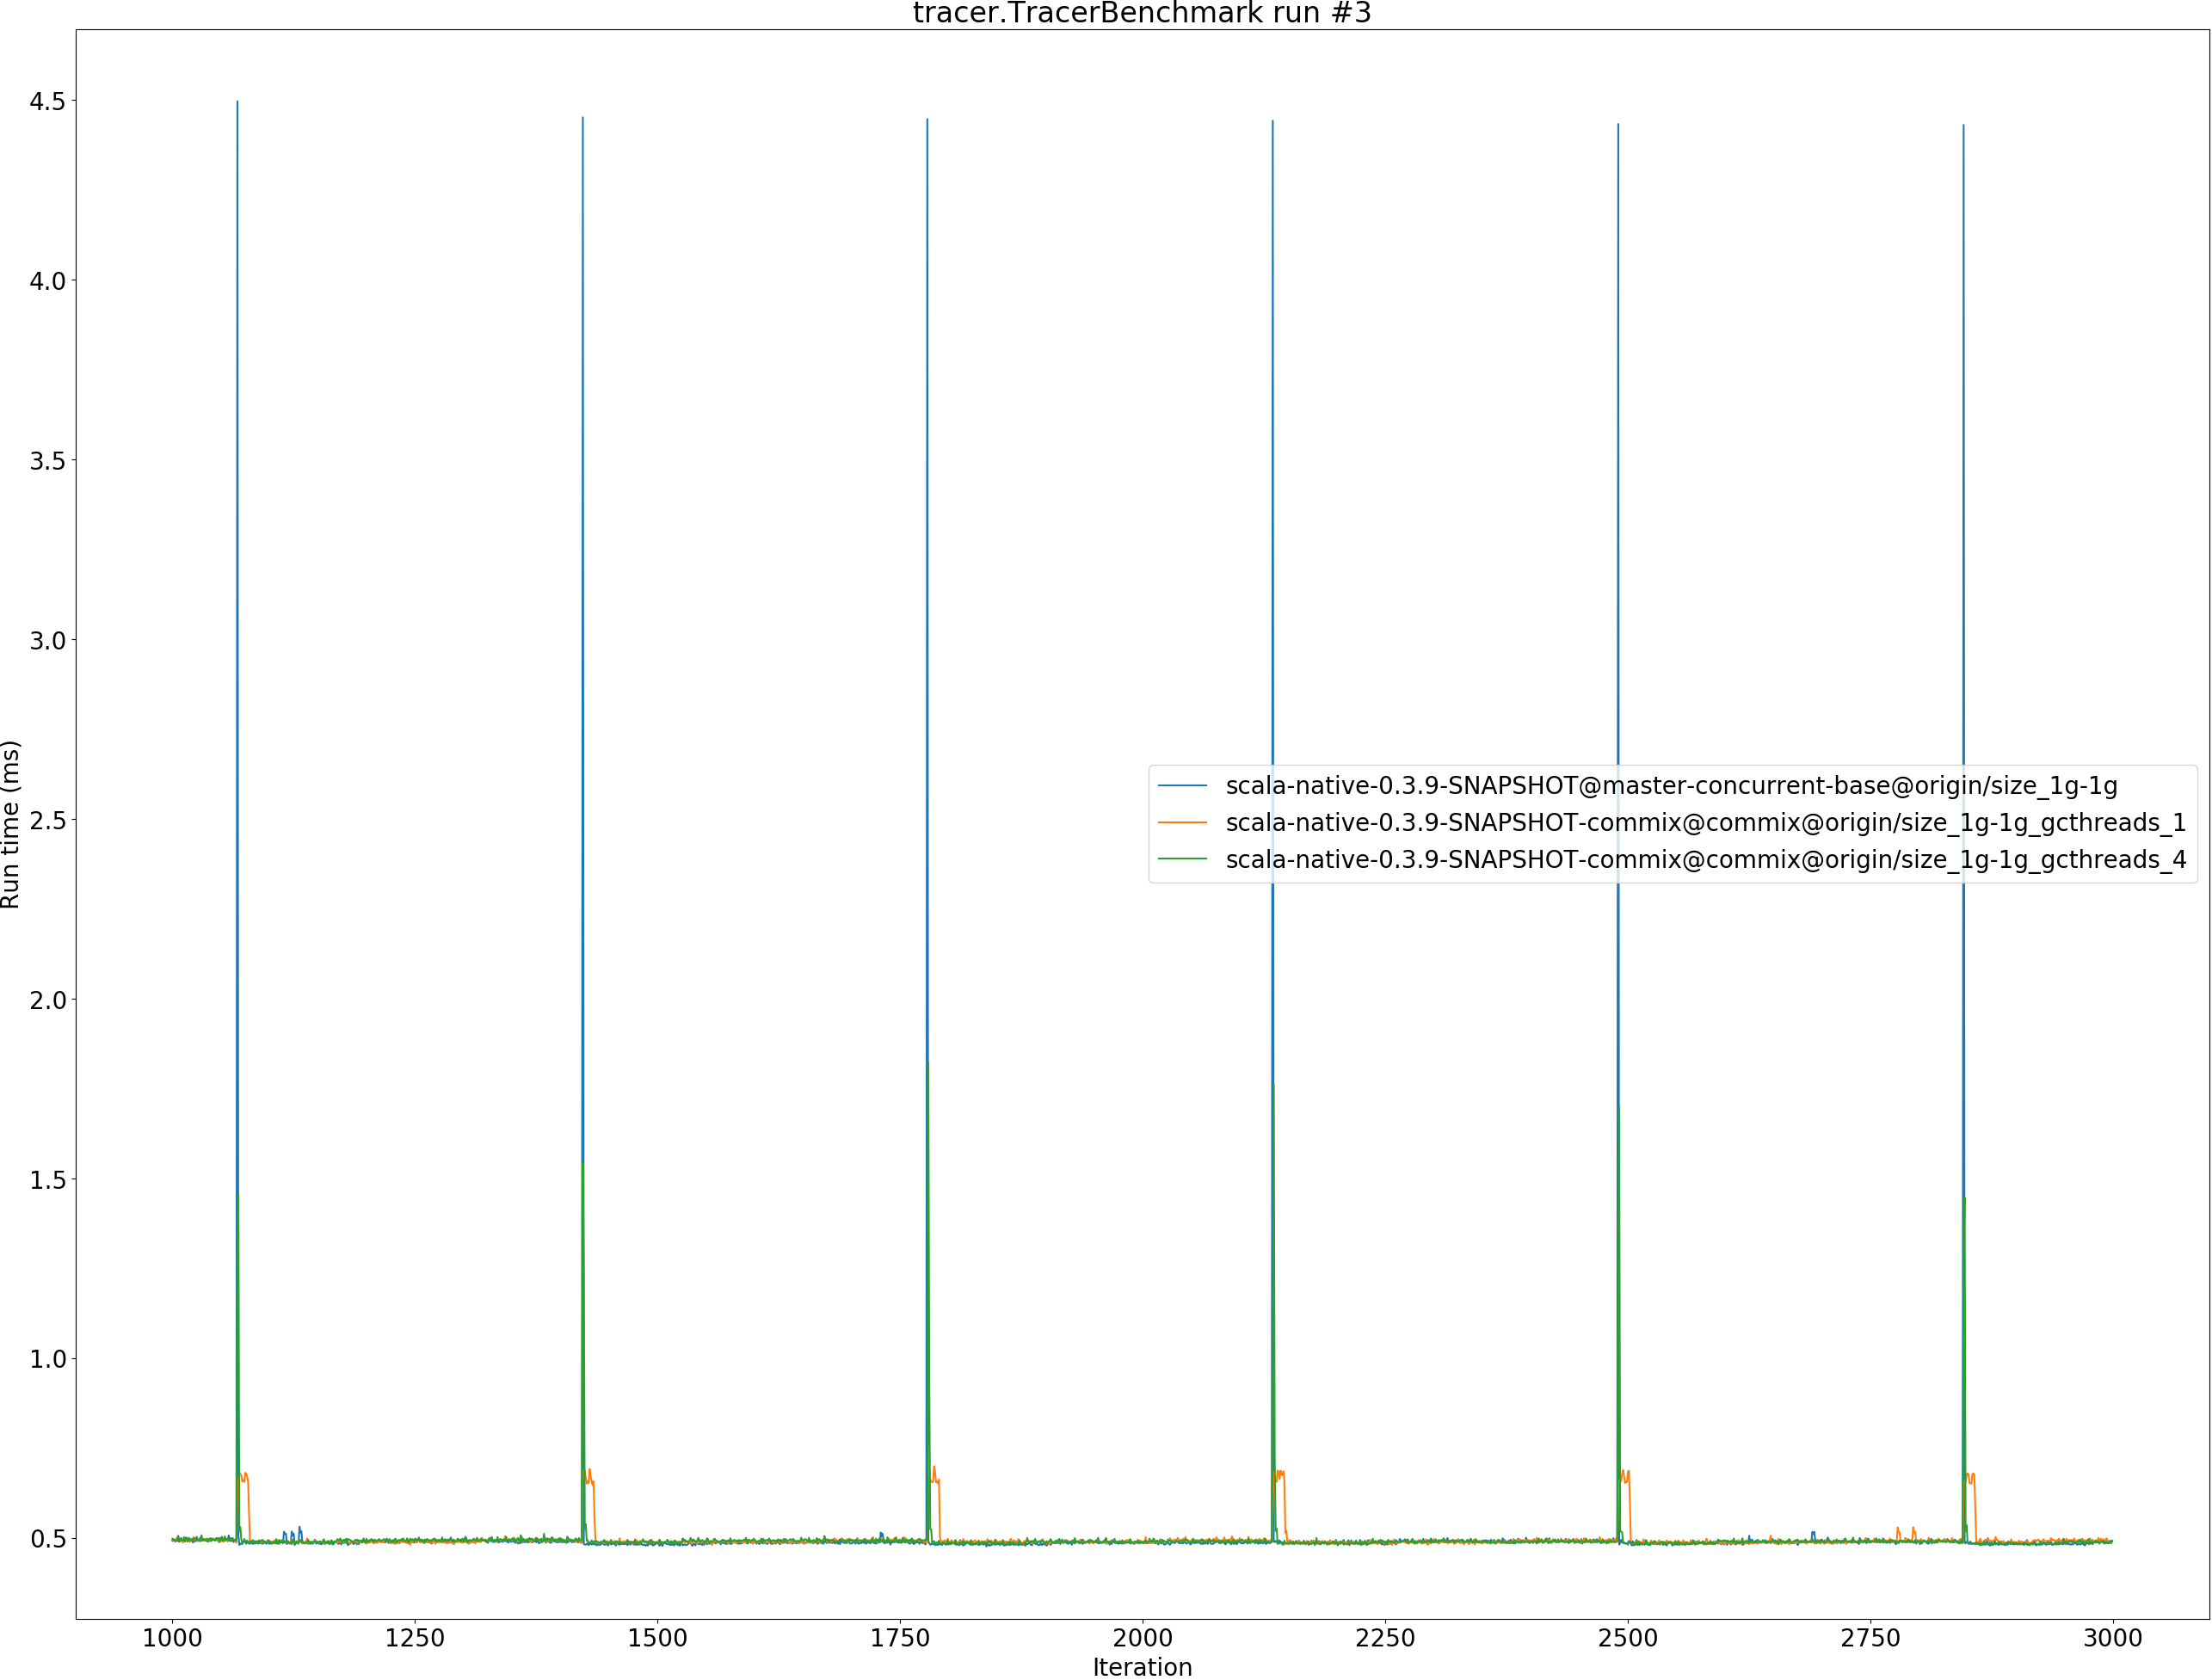 tracer.TracerBenchmark run #3
4.5
4.0
3.5
3.0
2.5
2.0
1.5
1.0
0.5
Run time (ms)
scala-native-0.3.9-SNAPSHOT@master-concurrent-base@origin/size_1g-1g
scala-native-0.3.9-SNAPSHOT-commix@commix@origin/size_1g-1g_gcthreads_1
scala-native-0.3.9-SNAPSHOT-commix@commix@origin/size_1g-1g_gcthreads_4
1000 1250 1500 1750 2000 2250 2500 2750 3000
Iteration